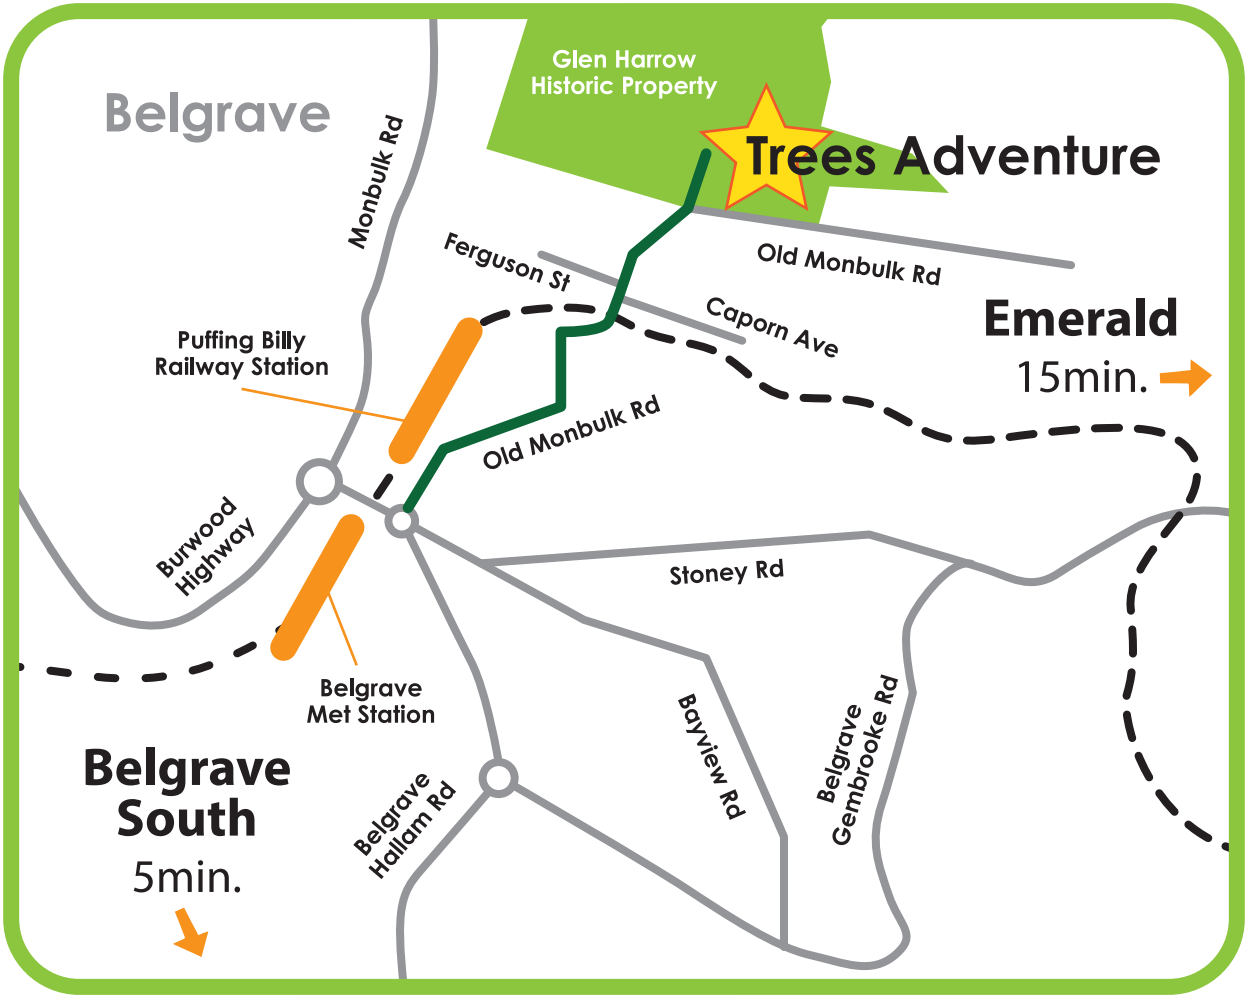 Glen Harrow
Historic Property
Belgrave
Monbulk Rd
Trees Adventure
Ferguson St
Old Monbulk Rd
Caporn Ave
Emerald
15min.
Puffing Billy
Railway Station
Old Monbulk Rd
Burwood
Highway
Stoney Rd
Belgrave
Met Station
Bayview Rd
Belgrave
Gembrooke Rd
Belgrave
South
5min.
Belgrave
Hallam Rd